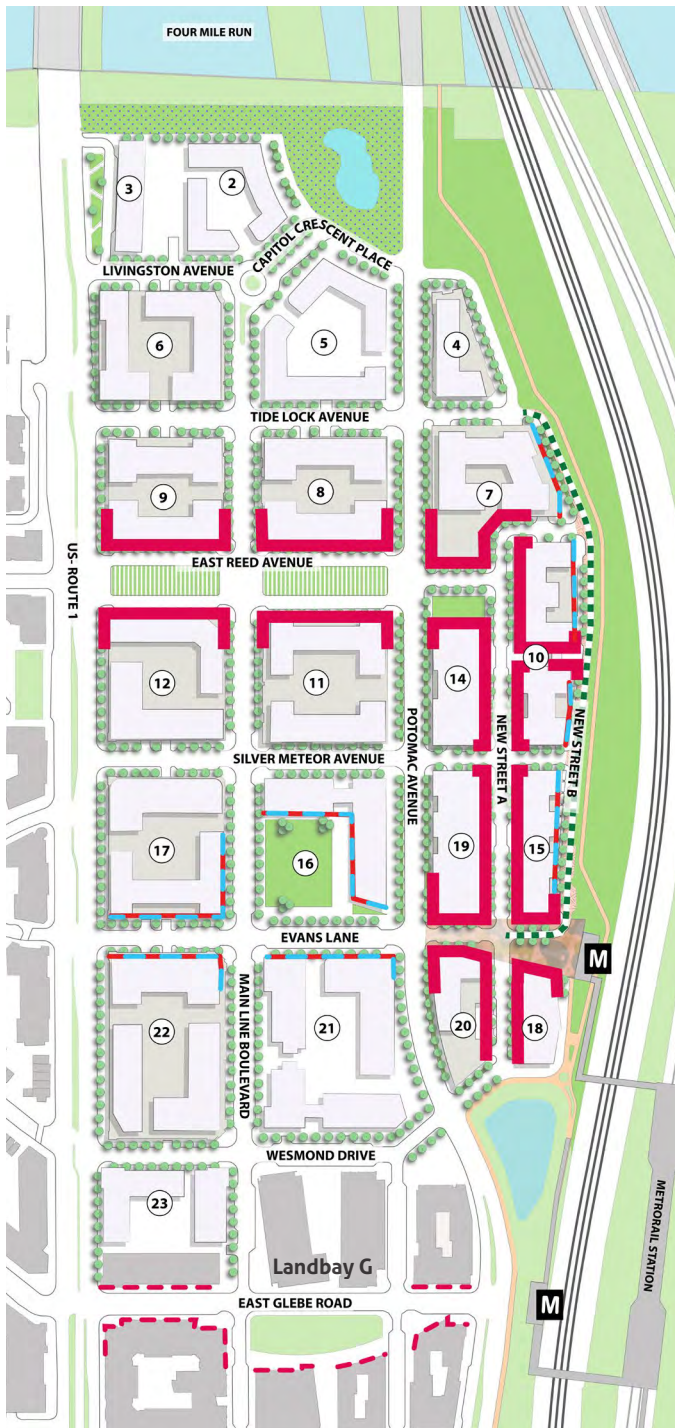 FOUR MILE RUN
3
2
CAPITOL CRESCENT PLACE
LIVINGSTON AVENUE
6
5
4
TIDE LOCK AVENUE
9
8
7
US- ROUTE 1
EAST REED AVENUE
12
11
14
10
POTOMAC AVENUE
NEW STREET A
NEW STREET B
SILVER METEOR AVENUE
17
16
19
15
EVANS LANE
M
MAIN LINE BOULEVARD
22
21
20
18
WESMOND DRIVE
23
METRORAIL STATION
Landbay G
EAST GLEBE ROAD
M